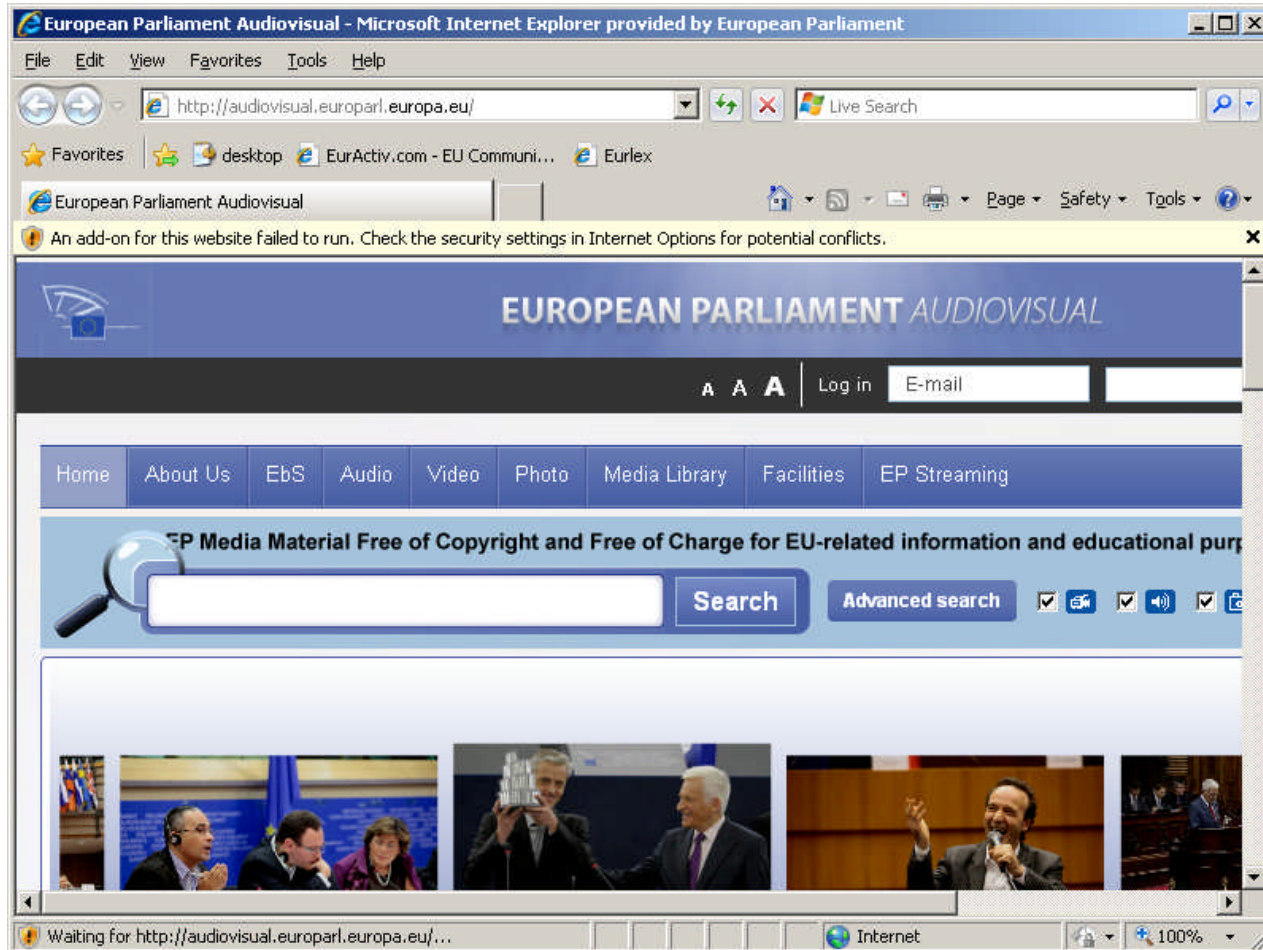 European Parliament Audiovisual - Microsoft Internet Explorer provided by European Parliament
File Edit View Favorites Tools Help
http://audiovisual.europarl.europa.eu/ Live Search
Favorites desktop EurActiv.com - EU Communi... Eurlex
European Parliament Audiovisual Page Safety Tools
An add-on for this website failed to run. Check the security settings in Internet Options for potential conflicts.
EUROPEAN PARLIAMENT AUDIOVISUAL
A A A Log in E-mail
Home About Us EbS Audio Video Photo Media Library Facilities EP Streaming
EP Media Material Free of Copyright and Free of Charge for EU-related information and educational purp
Search Advanced search
Waiting for http://audiovisual.europarl.europa.eu/... Internet 100%